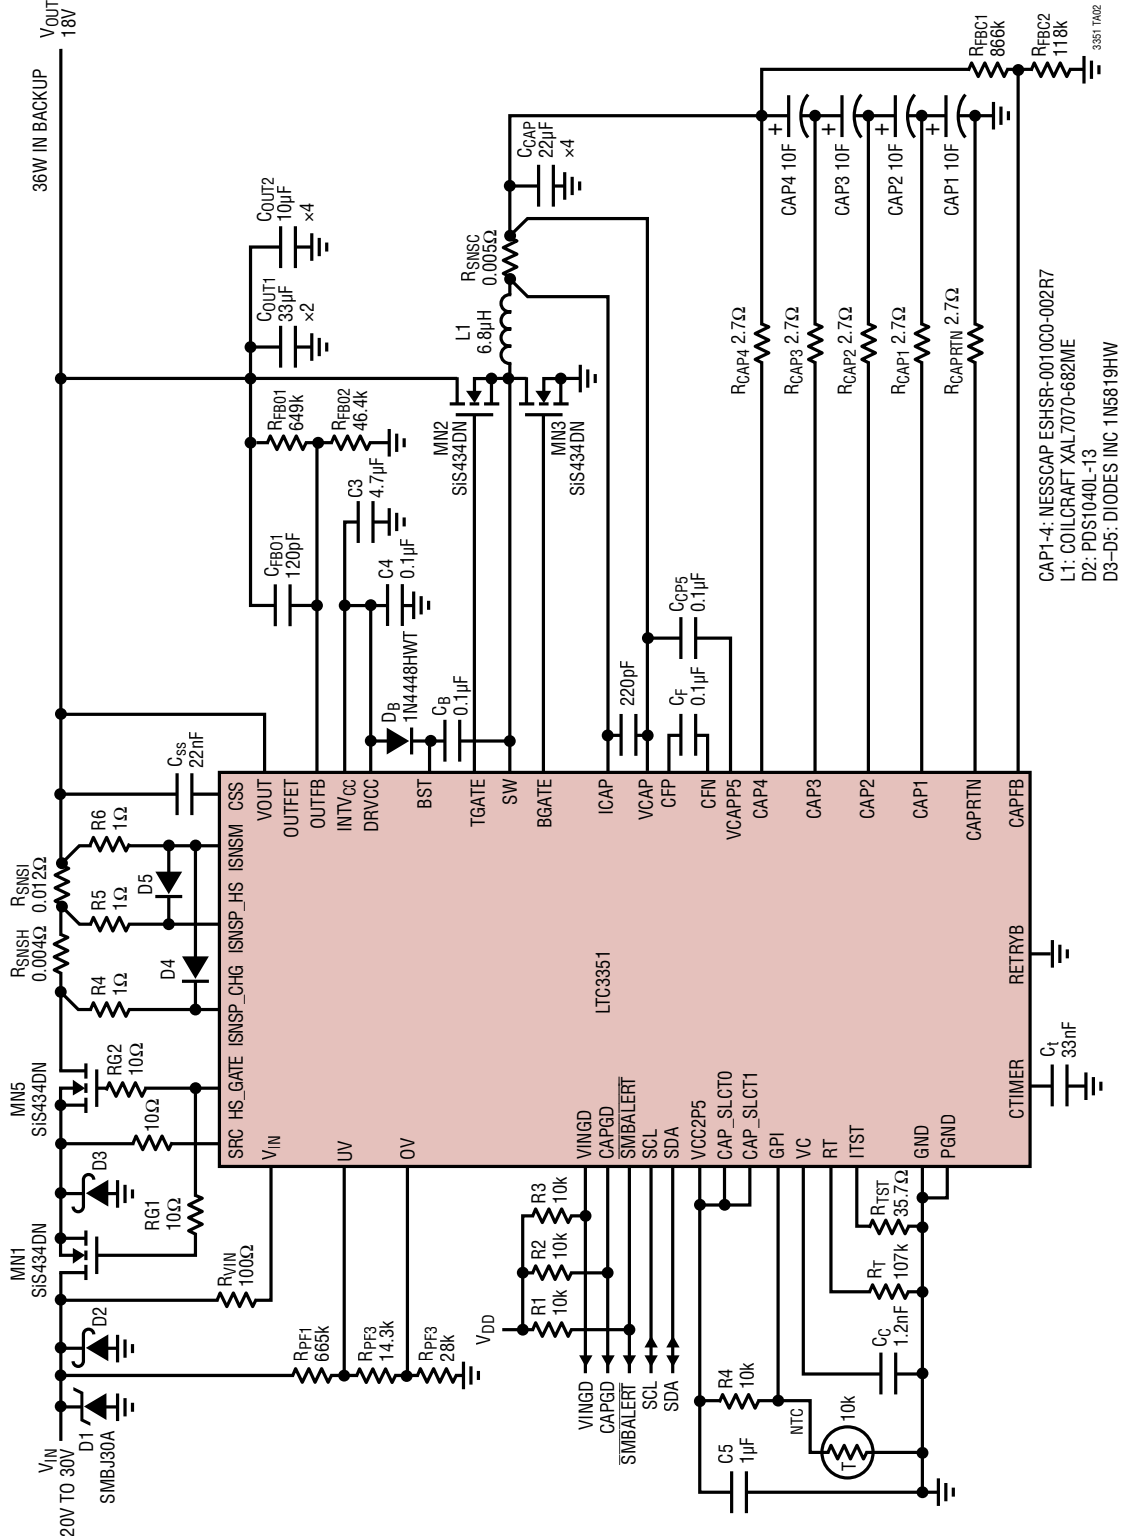 VIN
20V TO 30V
D1
SMBJ30A
D2
MN1
SiS434DN
D3
MN5
SiS434DN
RSNSH
0.004Ω
RSNSI
0.012Ω
36W IN BACKUP
VOUT
18V
RVIN
100Ω
RG1
10Ω
10Ω
RG2
10Ω
R4
1Ω
R5
1Ω
R6
1Ω
D4
D5
CSS
22nF
RPF1
665k
RPF3
14.3k
RPF3
28k
VDD
R1
10k
R2
10k
R3
10k
VINGD
CAPGD
SMBALERT
SCL
SDA
C5
1µF
R4
10k
NTC
10k
T
CC
1.2nF
RT
107k
RTST
35.7Ω
SRC
HS_GATE
ISNSP_CHG
ISNSP_HS
ISNSM
CSS
VIN
UV
OV
VINGD
CAPGD
SMBALERT
SCL
SDA
VCC2P5
CAP_SLCT0
CAP_SLCT1
GPI
VC
RT
ITST
GND
PGND
LTC3351
CTIMER
RETRYB
Ct
33nF
VOUT
OUTFET
OUTFB
INTVCC
DRVCC
BST
TGATE
SW
BGATE
ICAP
VCAP
CFP
CFN
VCAPP5
CAP4
CAP3
CAP2
CAP1
CAPRTN
CAPFB
CFBO1
120pF
RFBO1
649k
RFBO2
46.4k
COUT1
33µF
×2
COUT2
10µF
×4
C3
4.7µF
C4
0.1µF
DB
1N4448HWT
CB
0.1µF
MN2
SiS434DN
MN3
SiS434DN
L1
6.8µH
RSNSC
0.005Ω
CCAP
22µF
×4
220pF
CF
0.1µF
CCP5
0.1µF
RCAP4 2.7Ω
RCAP3 2.7Ω
RCAP2 2.7Ω
RCAP1 2.7Ω
RCAPRTN 2.7Ω
+
CAP4 10F
+
CAP3 10F
+
CAP2 10F
+
CAP1 10F
RFBC1
866k
RFBC2
118k
3351 TA02
CAP1-4: NESSCAP ESHSR-0010C0-002R7
L1: COILCRAFT XAL7070-682ME
D2: PDS1040L-13
D3–D5: DIODES INC 1N5819HW